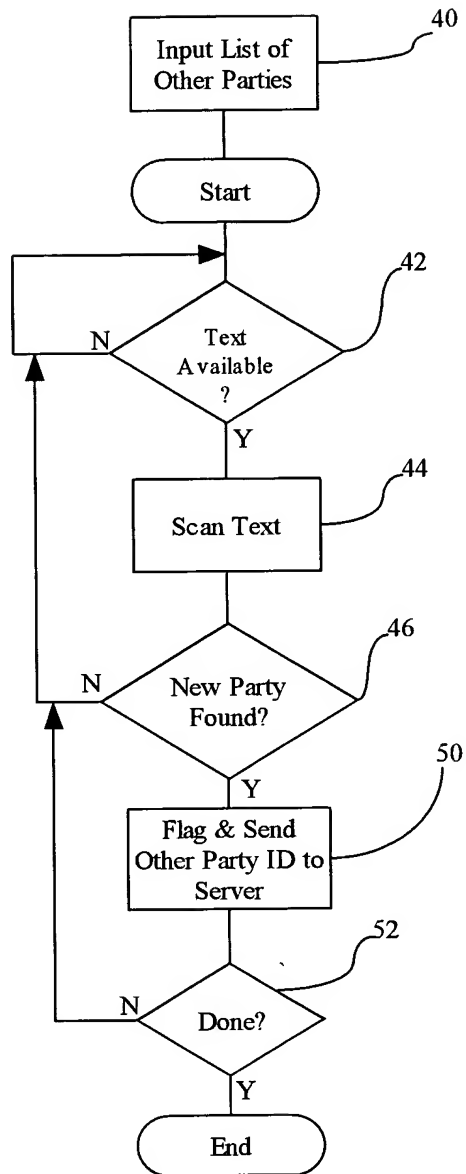 40
Input List of
Other Parties
Start
42
N
Text
Available
?
Y
44
Scan Text
46
N
New Party
Found?
Y
50
Flag & Send
Other Party ID to
Server
52
N
Done?
Y
End